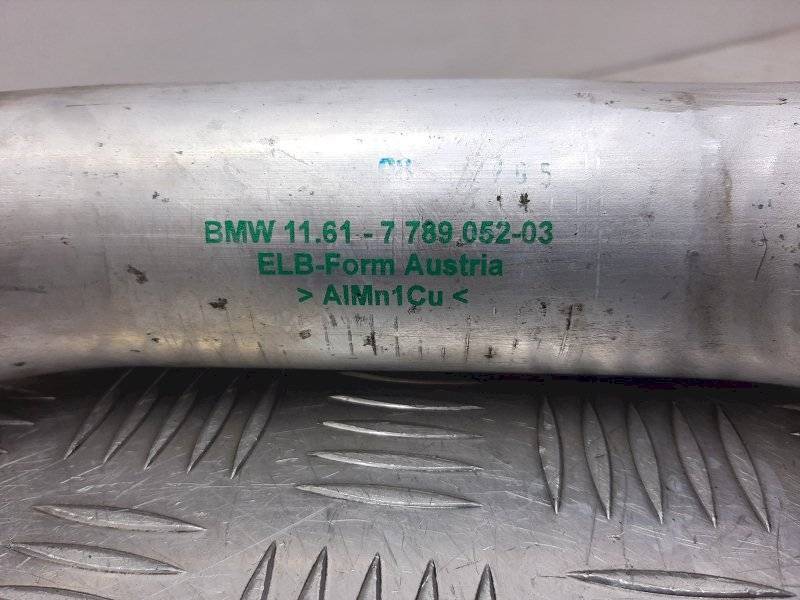 BMW 11.61 - 7 789 052-03
ELB-Form Austria
> AlMn1Cu <